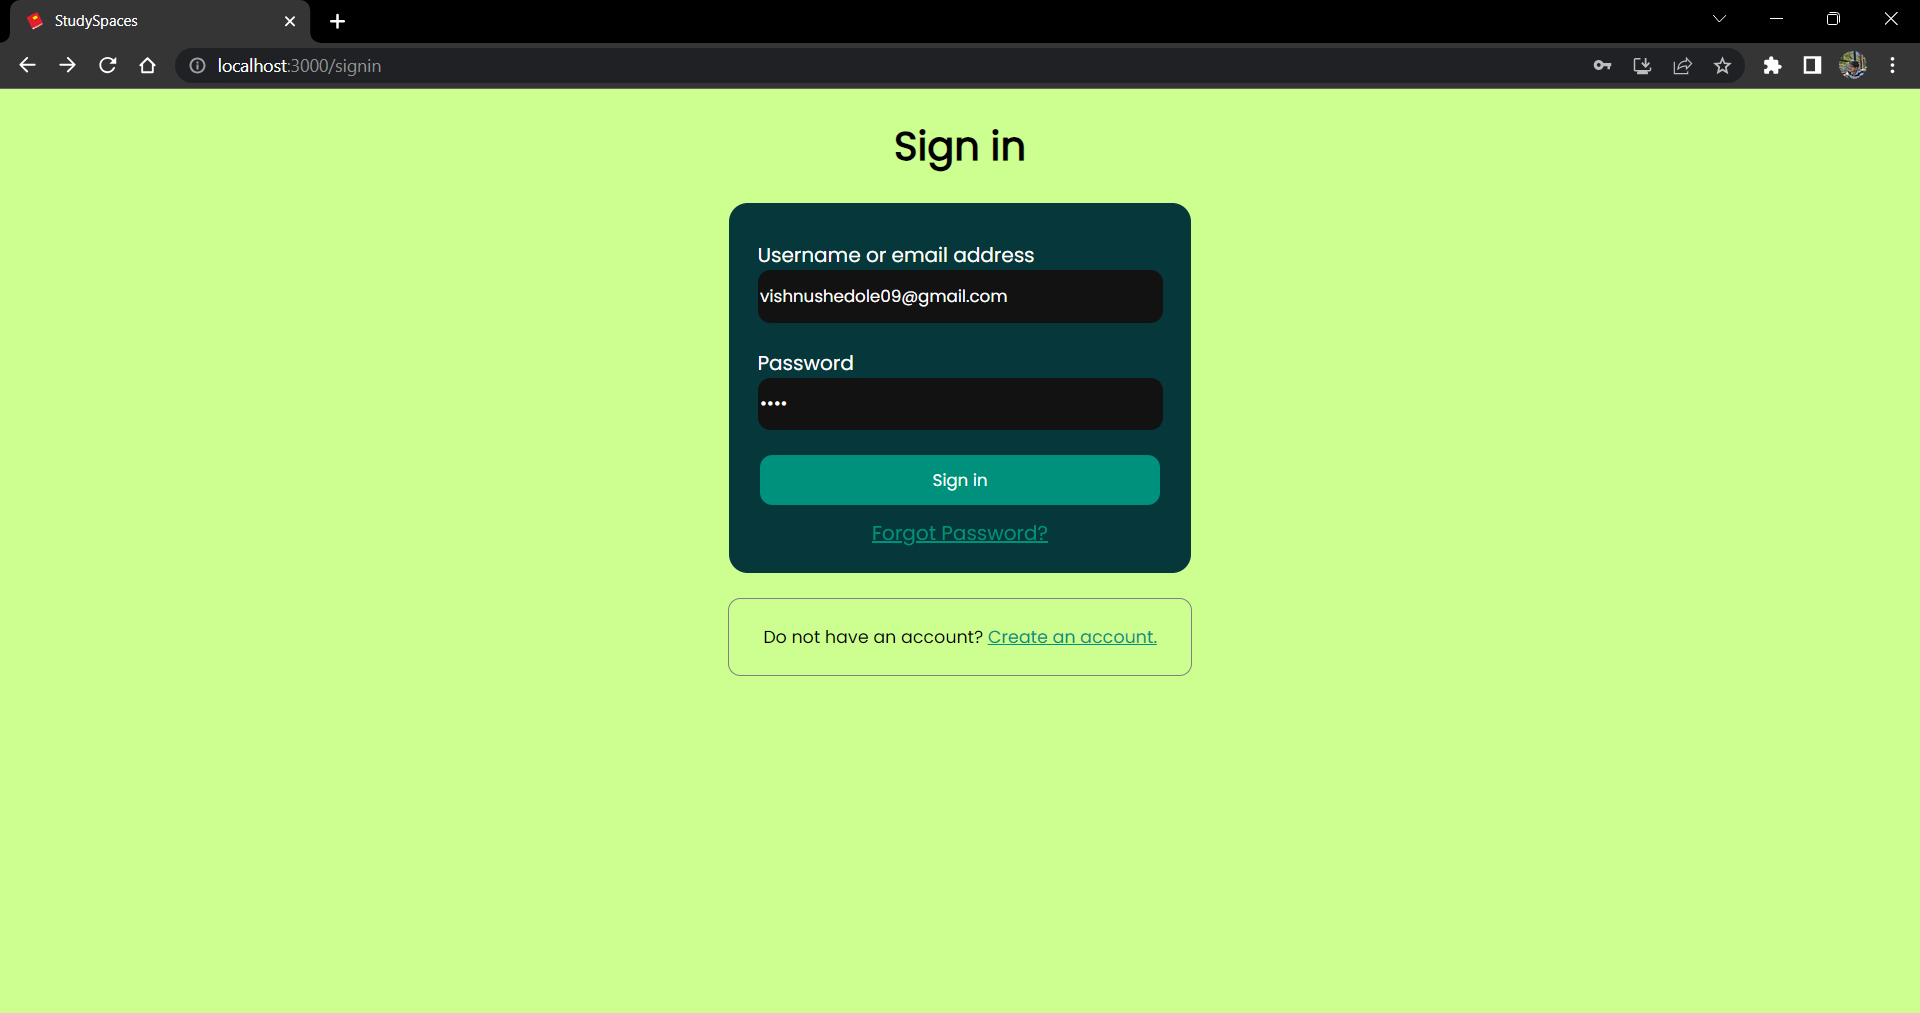 StudySpaces
localhost:3000/signin
Sign in
Username or email address
vishnushedole09@gmail.com
Password
••••
Sign in
Forgot Password?
Do not have an account? Create an account.